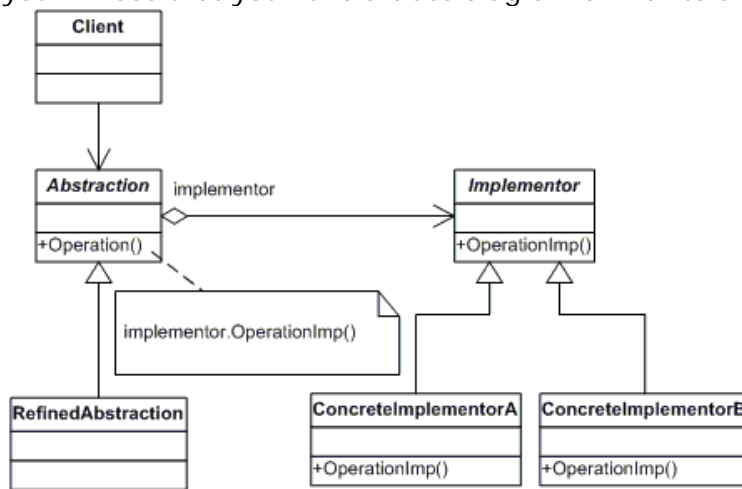 Client
Abstraction
implementor
Implementor
+Operation()
+OperationImp()
implementor.OperationImp()
RefinedAbstraction
ConcreteImplementorA
ConcreteImplementorB
+OperationImp()
+OperationImp()